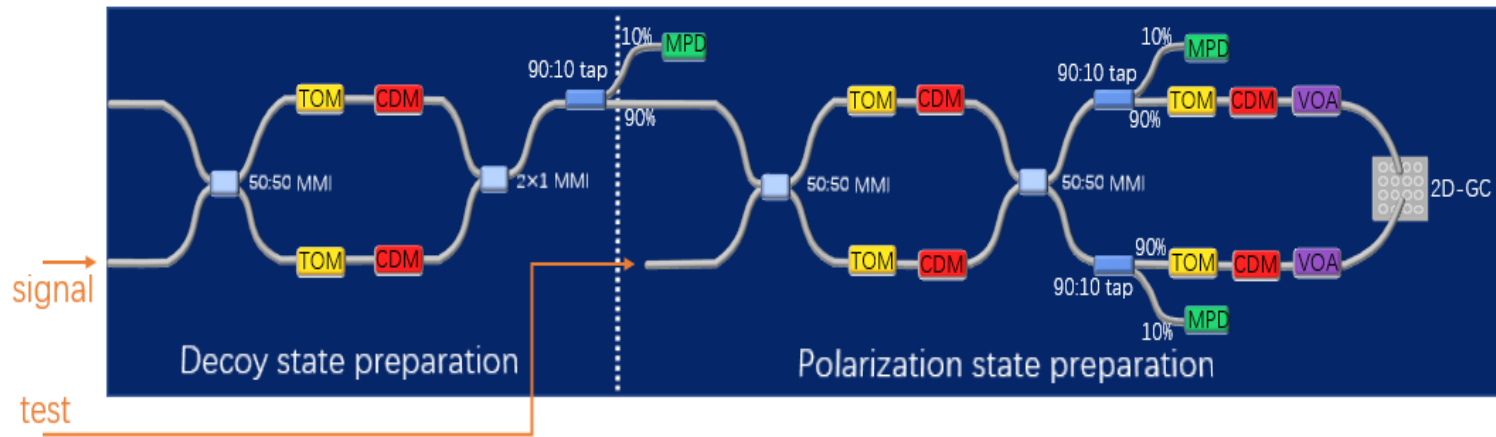 10%
MPD
10%
MPD
90:10 tap
90:10 tap
TOM
CDM
TOM
CDM
TOM
CDM
VOA
90%
90%
50:50 MMI
2×1 MMI
50:50 MMI
50:50 MMI
2D-GC
TOM
CDM
TOM
CDM
90%
TOM
CDM
VOA
signal
90:10 tap
10%
MPD
Decoy state preparation
Polarization state preparation
test